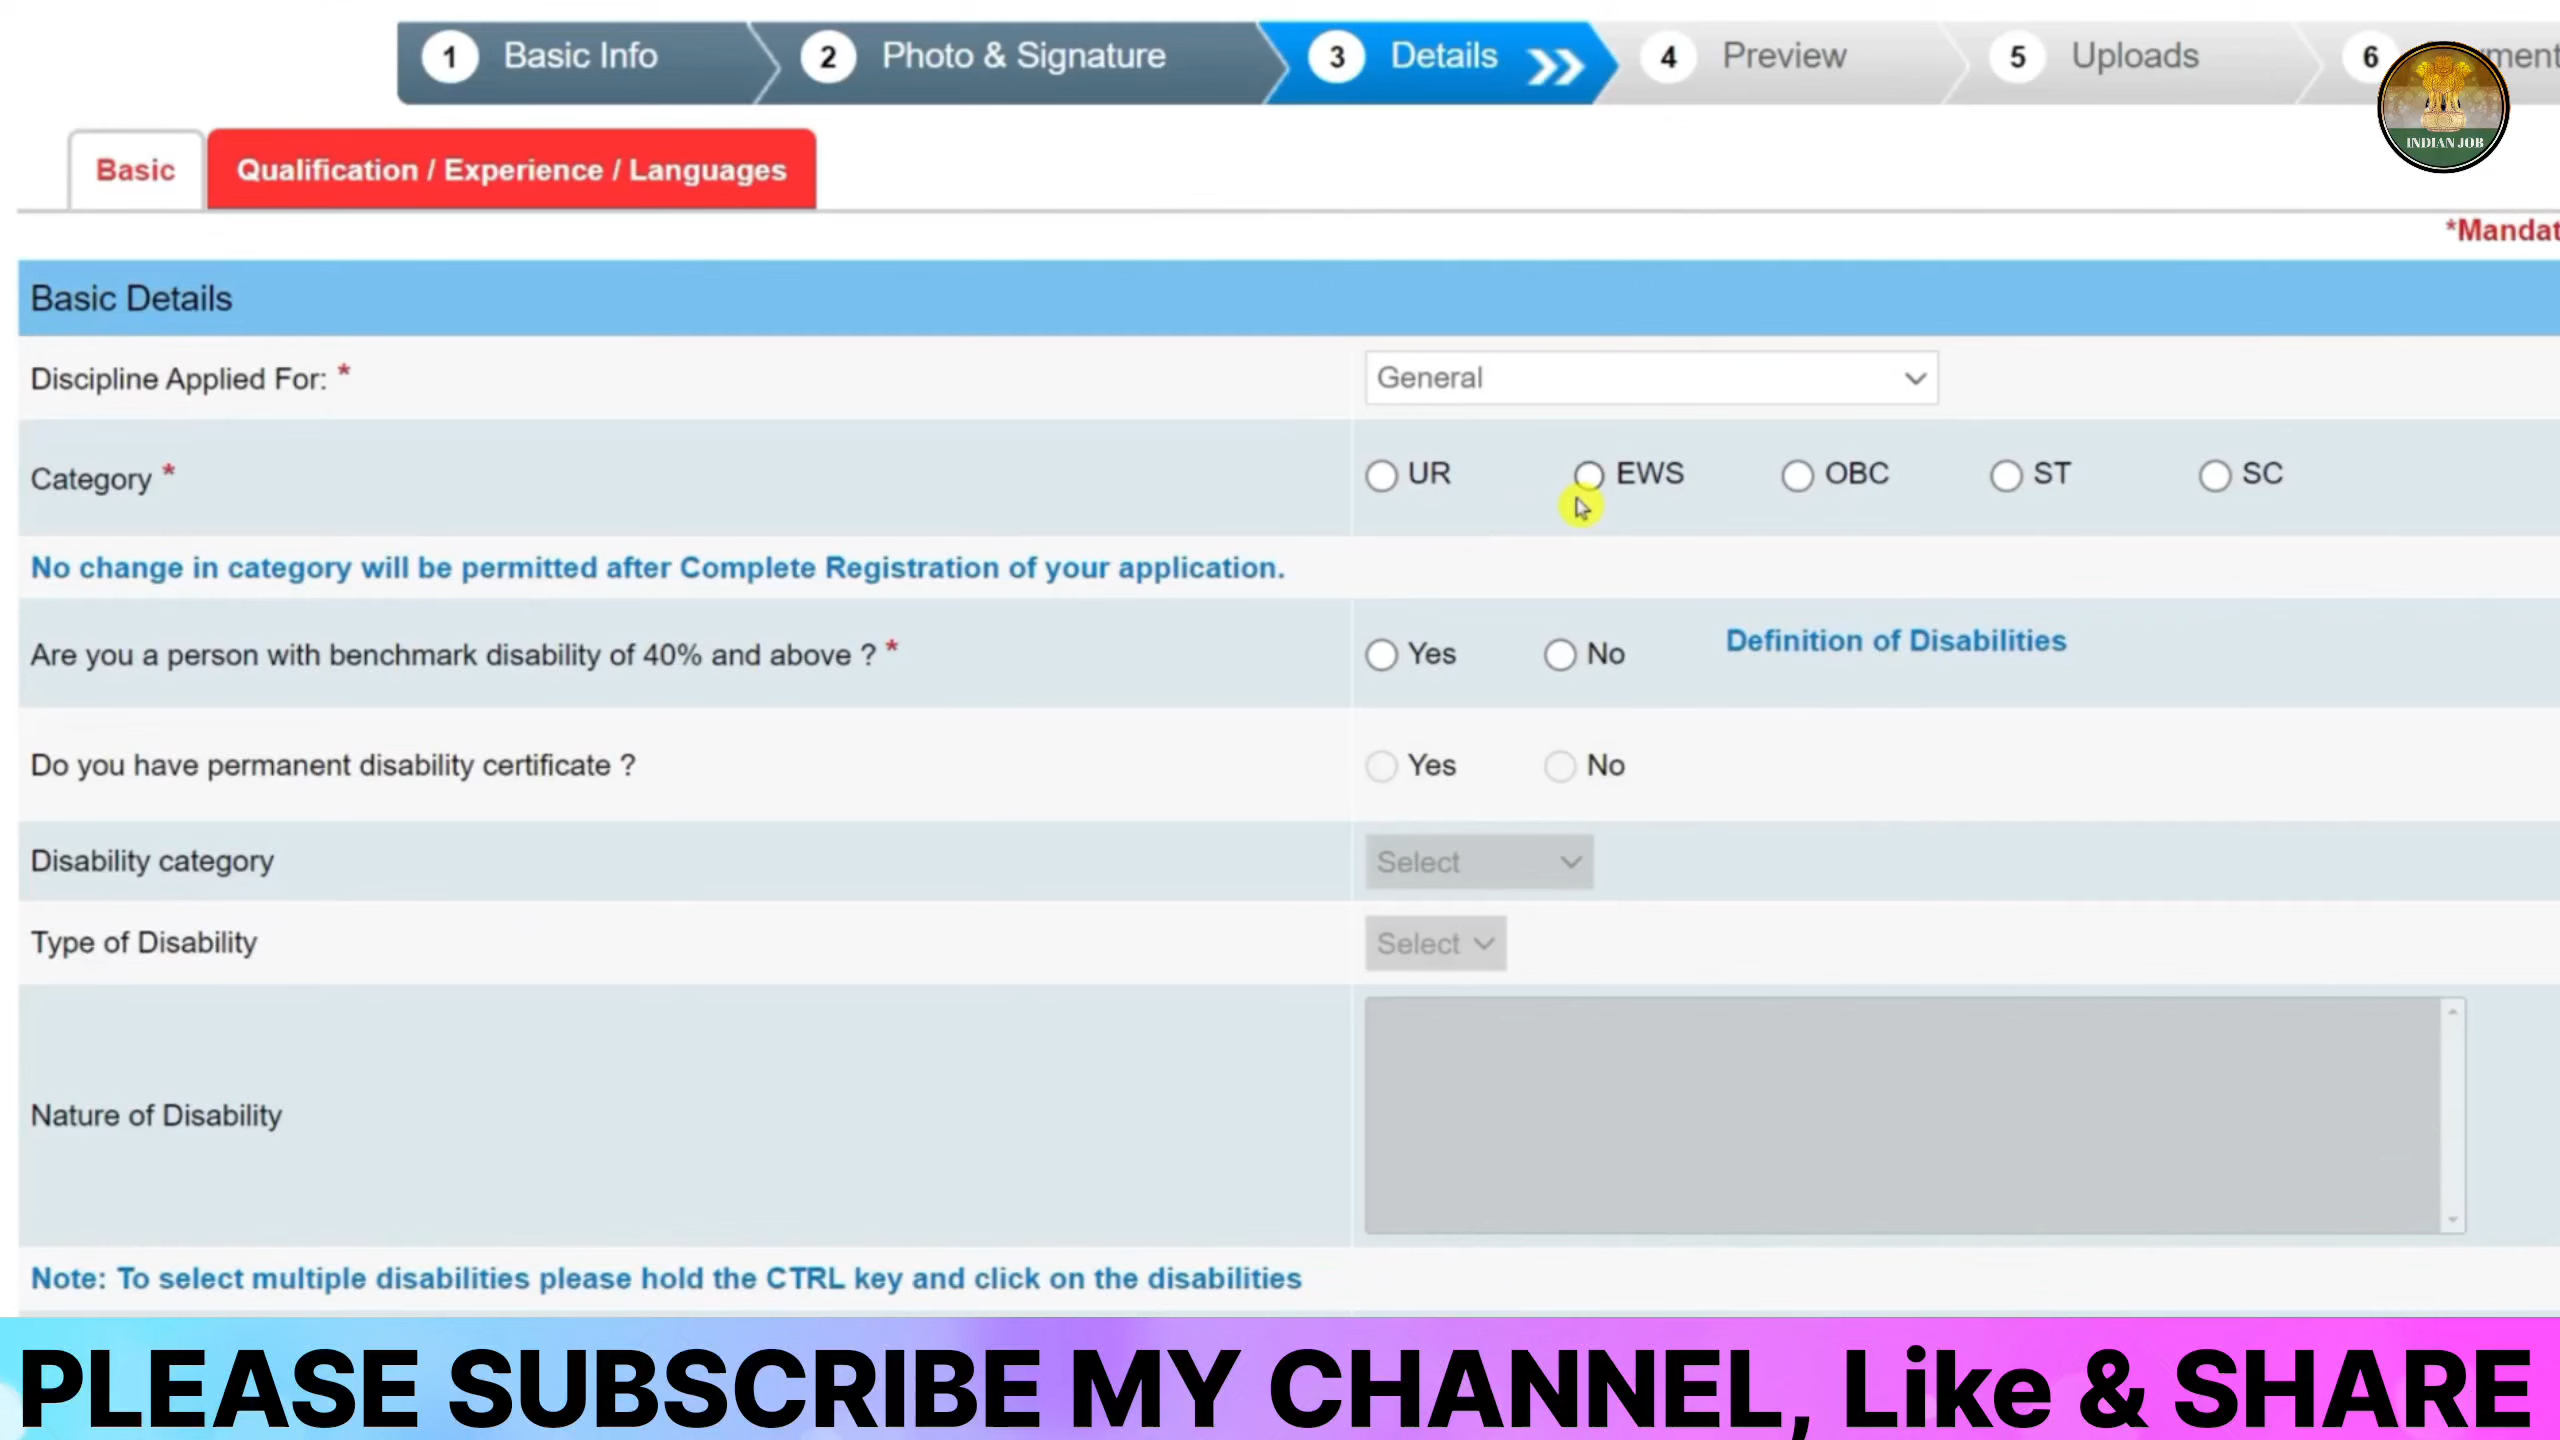 1 Basic Info 2 Photo & Signature 3 Details 4 Preview 5 Uploads 6
INDIAN JOB
Basic Qualification / Experience / Languages
Basic Details
Discipline Applied For: * General
Category * UR EWS OBC ST SC
No change in category will be permitted after Complete Registration of your application.
Are you a person with benchmark disability of 40% and above ? * Yes No Definition of Disabilities
Do you have permanent disability certificate ? Yes No
Disability category Select
Type of Disability Select
Nature of Disability
Note: To select multiple disabilities please hold the CTRL key and click on the disabilities
PLEASE SUBSCRIBE MY CHANNEL, Like & SHARE